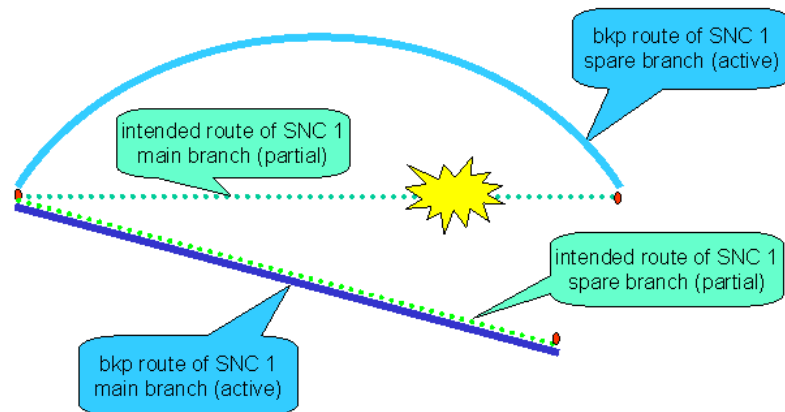 bkp route of SNC 1
spare branch (active)
intended route of SNC 1
main branch (partial)
intended route of SNC 1
spare branch (partial)
bkp route of SNC 1
main branch (active)